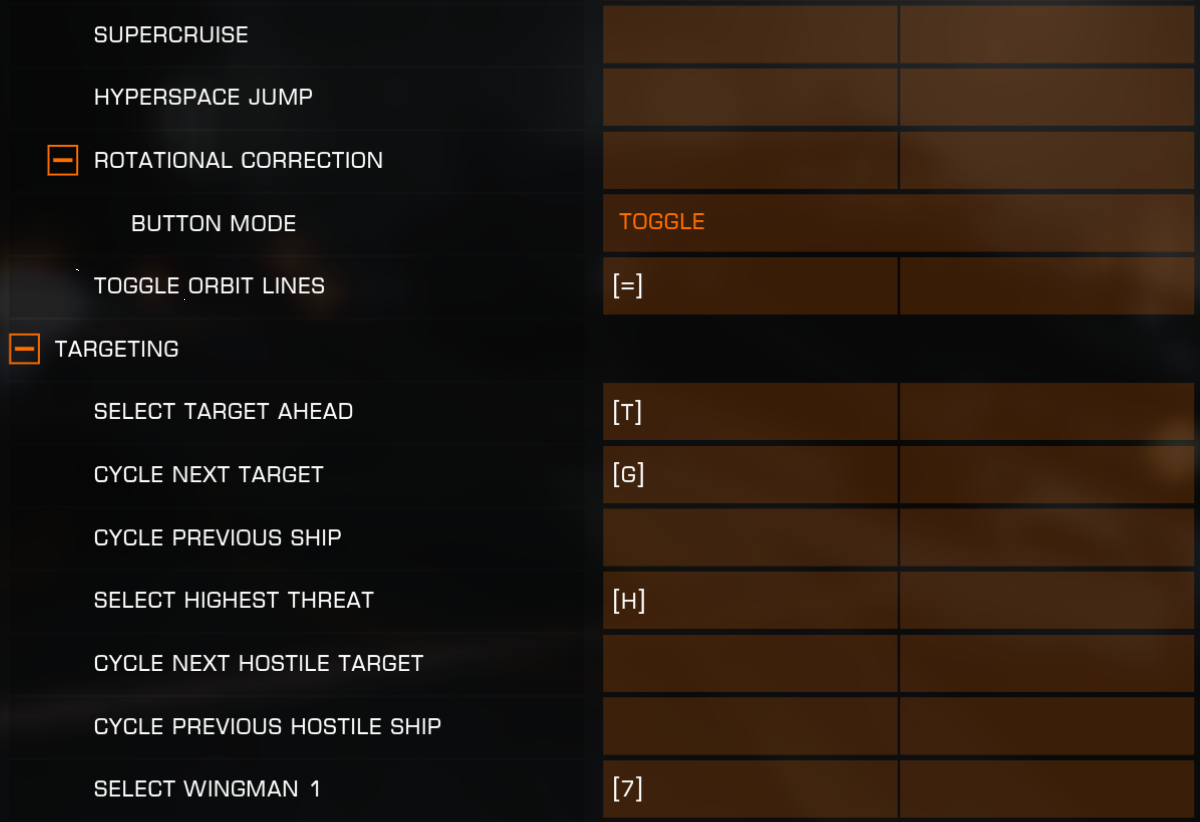 SUPERCRUISE
HYPERSPACE JUMP
ROTATIONAL CORRECTION
BUTTON MODE TOGGLE
TOGGLE ORBIT LINES [=]
TARGETING
SELECT TARGET AHEAD [T]
CYCLE NEXT TARGET [G]
CYCLE PREVIOUS SHIP
SELECT HIGHEST THREAT [H]
CYCLE NEXT HOSTILE TARGET
CYCLE PREVIOUS HOSTILE SHIP
SELECT WINGMAN 1 [7]